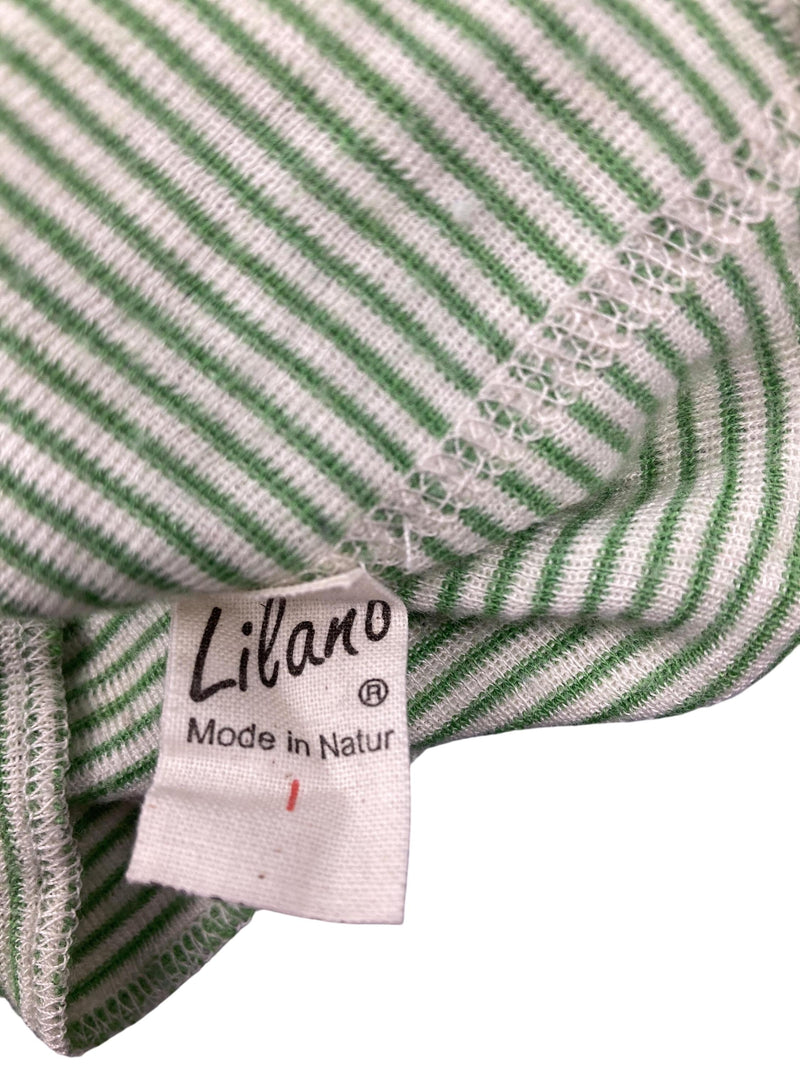 Lilano
®
Mode in Natur